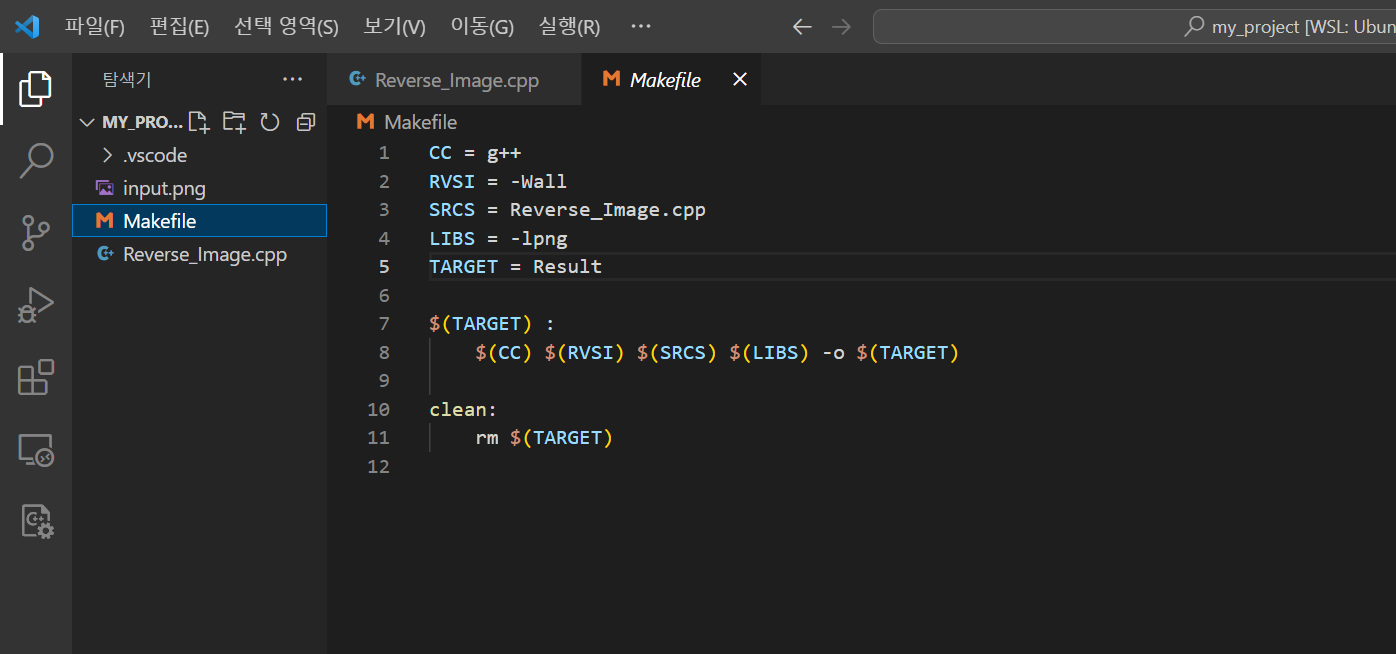 파일(F) 편집(E) 선택 영역(S) 보기(V) 이동(G) 실행(R) ··· my_project [WSL: Ubun
탐색기 ···
MY_PRO...
.vscode
input.png
Makefile
Reverse_Image.cpp
Reverse_Image.cpp Makefile
Makefile
1 CC = g++
2 RVSI = -Wall
3 SRCS = Reverse_Image.cpp
4 LIBS = -lpng
5 TARGET = Result
6
7 $(TARGET) :
8 $(CC) $(RVSI) $(SRCS) $(LIBS) -o $(TARGET)
9
10 clean:
11 rm $(TARGET)
12